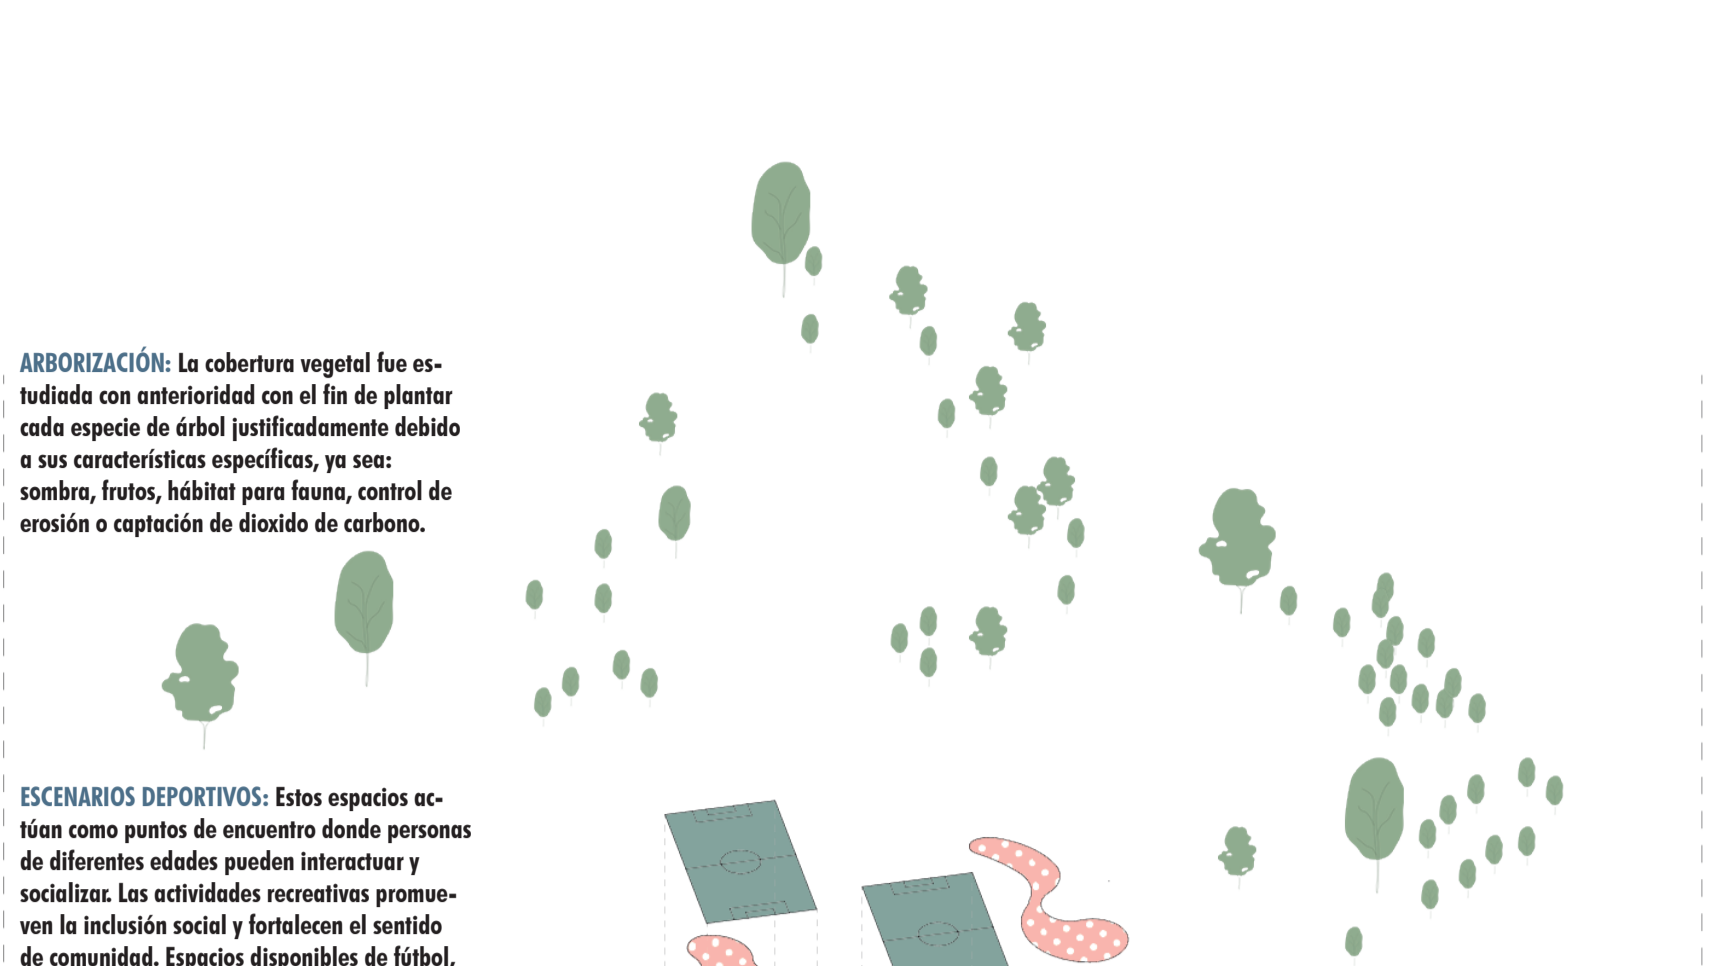 ARBORIZACIÓN: La cobertura vegetal fue es-
tudiada con anterioridad con el fin de plantar
cada especie de árbol justificadamente debido
a sus características específicas, ya sea:
sombra, frutos, hábitat para fauna, control de
erosión o captación de dioxido de carbono.
ESCENARIOS DEPORTIVOS: Estos espacios ac-
túan como puntos de encuentro donde personas
de diferentes edades pueden interactuar y
socializar. Las actividades recreativas promue-
ven la inclusión social y fortalecen el sentido
de comunidad. Espacios disponibles de fútbol,